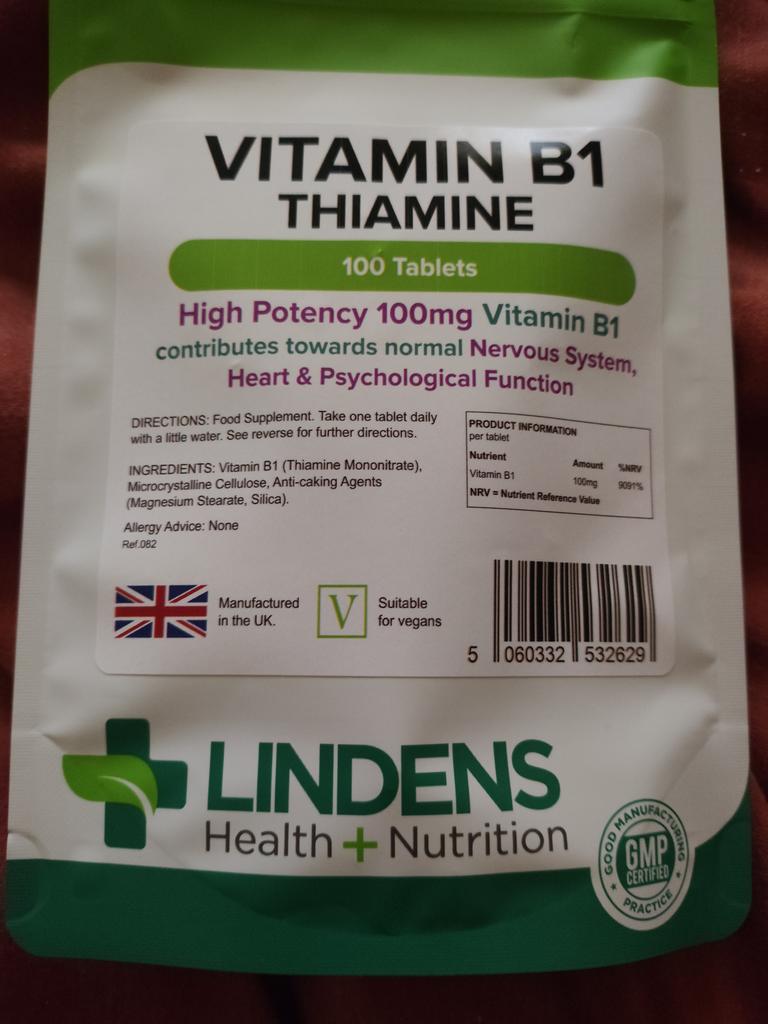 VITAMIN B1
THIAMINE
100 Tablets
High Potency 100mg Vitamin B1
contributes towards normal Nervous System,
Heart & Psychological Function
DIRECTIONS: Food Supplement. Take one tablet daily
with a little water. See reverse for further directions.
INGREDIENTS: Vitamin B1 (Thiamine Mononitrate),
Microcrystalline Cellulose, Anti-caking Agents
(Magnesium Stearate, Silica).
Allergy Advice: None
Ref.082
PRODUCT INFORMATION
per tablet
Nutrient Amount %NRV
Vitamin B1 100mg 9091%
NRV = Nutrient Reference Value
Manufactured
in the UK.
V
Suitable
for vegans
5 060332 532629
LINDENS
Health + Nutrition
GOOD MANUFACTURING
GMP
CERTIFIED
PRACTICE